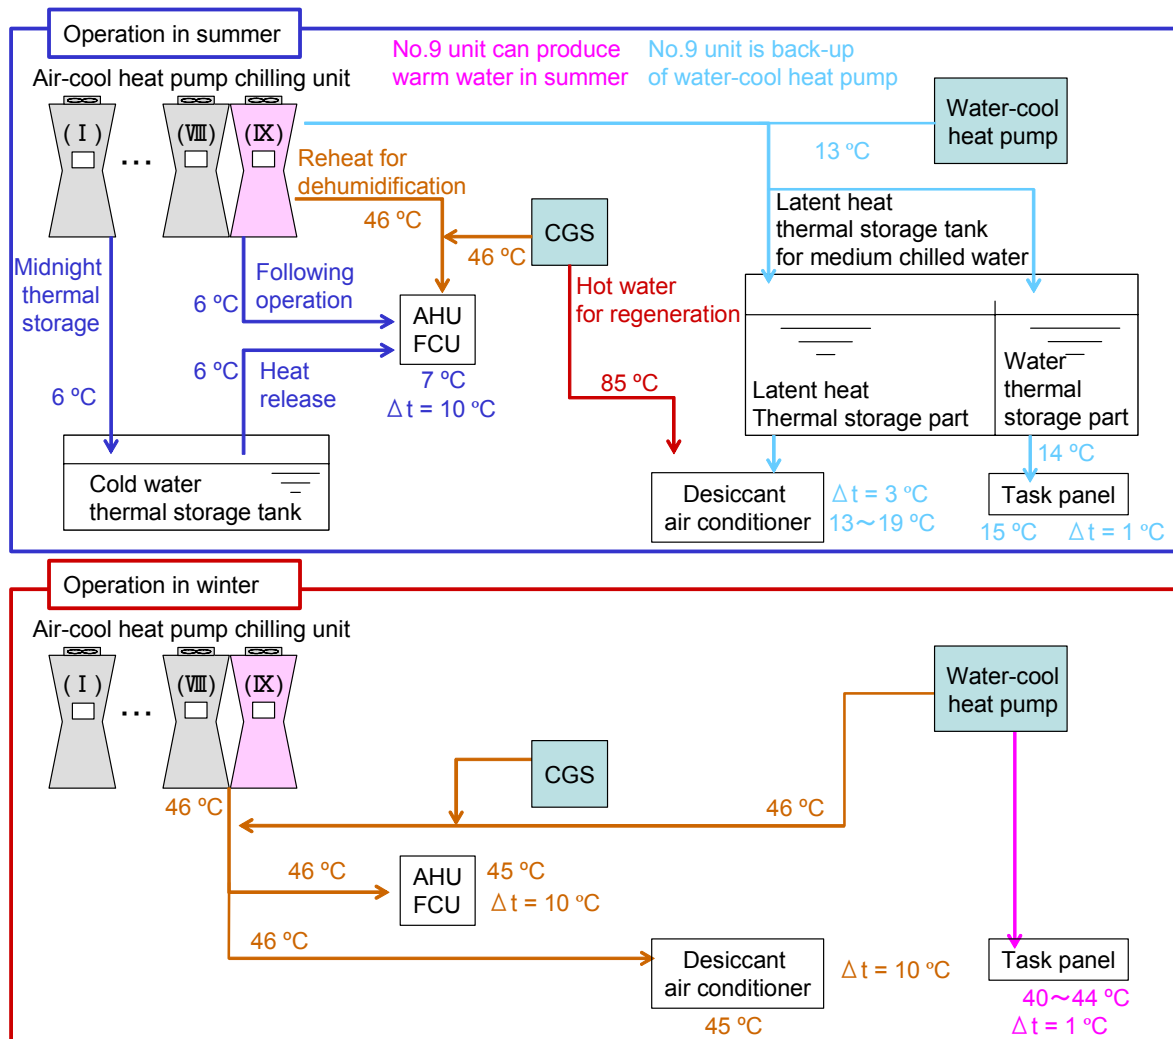 Operation in summer
No.9 unit can produce
warm water in summer
No.9 unit is back-up
of water-cool heat pump
Air-cool heat pump chilling unit
(Ⅰ)
...
(Ⅷ)
(Ⅸ)
Water-cool
heat pump
13 ºC
Reheat for
dehumidification
46 ºC
46 ºC
CGS
Latent heat
thermal storage tank
for medium chilled water
Midnight
thermal
storage
Following
operation
6 ºC
Hot water
for regeneration
AHU
FCU
6 ºC
Heat
release
6 ºC
7 ºC
Δt = 10 ºC
85 ºC
Latent heat
Thermal storage part
Water
thermal
storage part
14 ºC
Cold water
thermal storage tank
Desiccant
air conditioner
Δt = 3 ºC
13～19 ºC
Task panel
15 ºC
Δt = 1 ºC
Operation in winter
Air-cool heat pump chilling unit
(Ⅰ)
...
(Ⅷ)
(Ⅸ)
Water-cool
heat pump
CGS
46 ºC
46 ºC
46 ºC
AHU
FCU
45 ºC
Δt = 10 ºC
46 ºC
Desiccant
air conditioner
Δt = 10 ºC
45 ºC
Task panel
40～44 ºC
Δt = 1 ºC